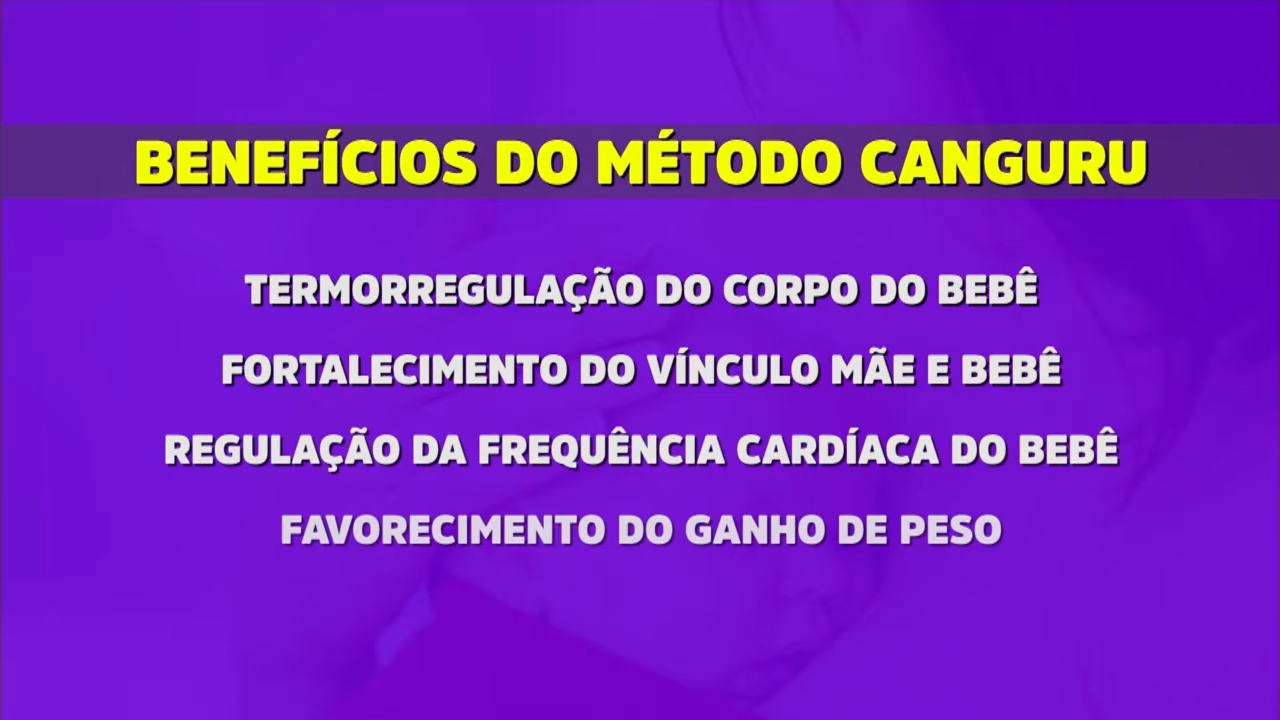 BENEFÍCIOS DO MÉTODO CANGURU
TERMORREGULAÇÃO DO CORPO DO BEBÊ
FORTALECIMENTO DO VÍNCULO MÃE E BEBÊ
REGULAÇÃO DA FREQUÊNCIA CARDÍACA DO BEBÊ
FAVORECIMENTO DO GANHO DE PESO